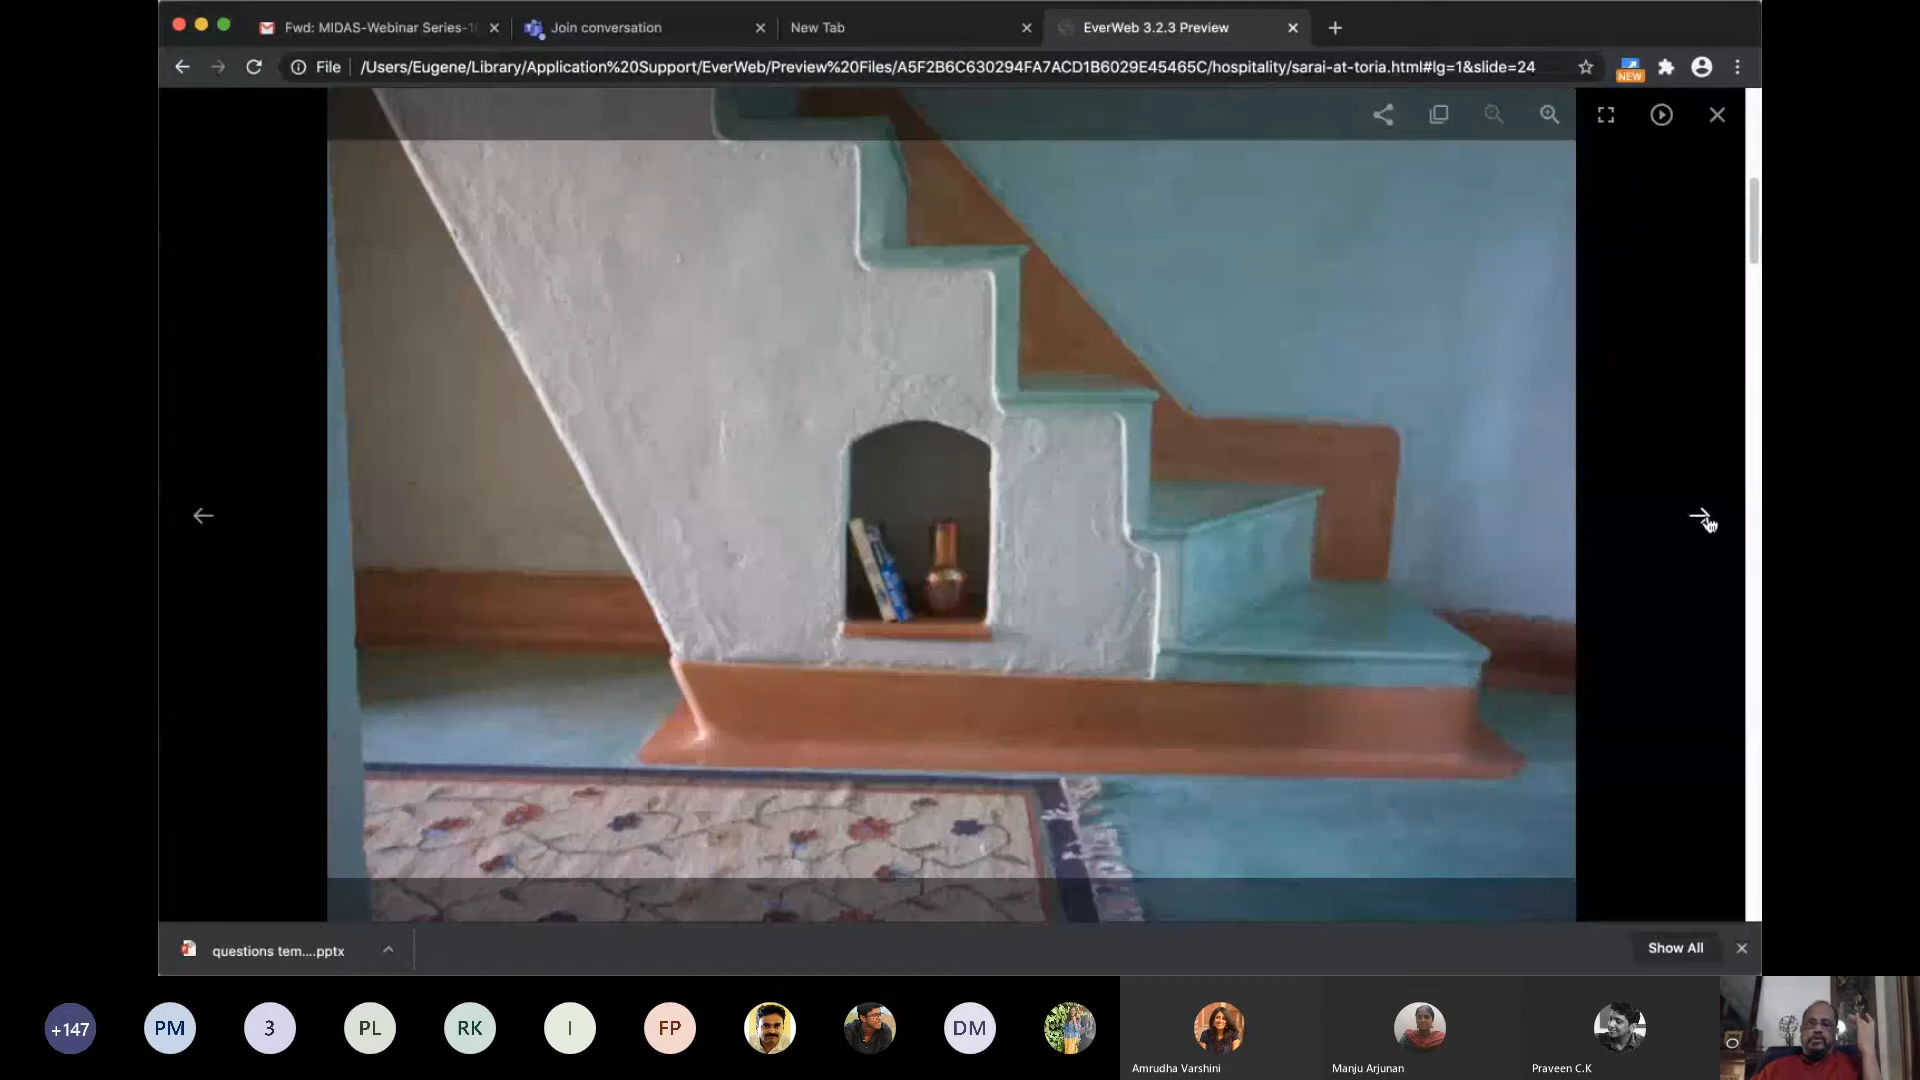 Fwd: MIDAS-Webinar Series-1
Join conversation
New Tab
EverWeb 3.2.3 Preview
File
/Users/Eugene/Library/Application%20Support/EverWeb/Preview%20Files/A5F2B6C630294FA7ACD1B6029E45465C/hospitality/sarai-at-toria.html#lg=1&slide=24
NEW
questions tem....pptx
Show All
+147
PM
3
PL
RK
I
FP
DM
Amrudha Varshini
Manju Arjunan
Praveen C.K